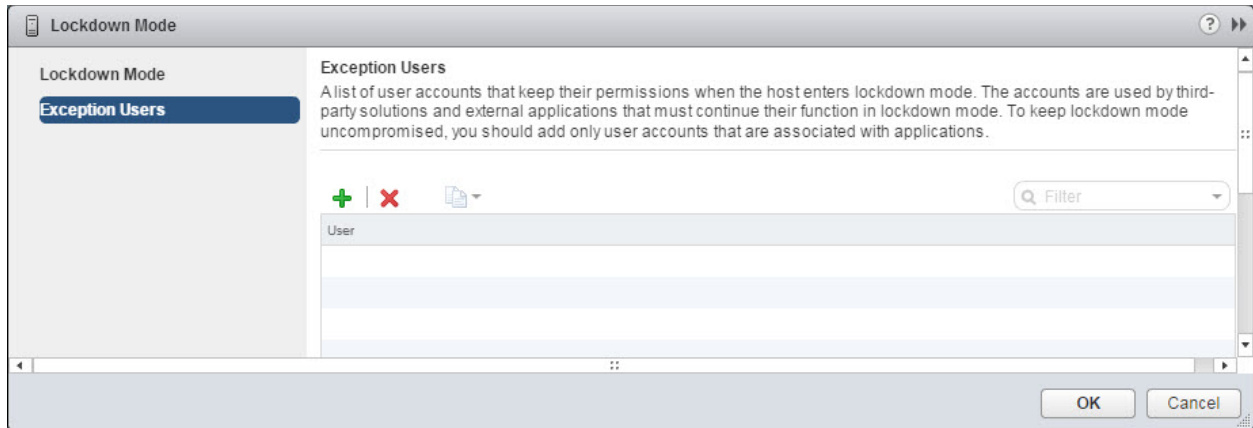 Lockdown Mode
?
Lockdown Mode
Exception Users
Exception Users
A list of user accounts that keep their permissions when the host enters lockdown mode. The accounts are used by third-
party solutions and external applications that must continue their function in lockdown mode. To keep lockdown mode
uncompromised, you should add only user accounts that are associated with applications.
Filter
User
OK
Cancel